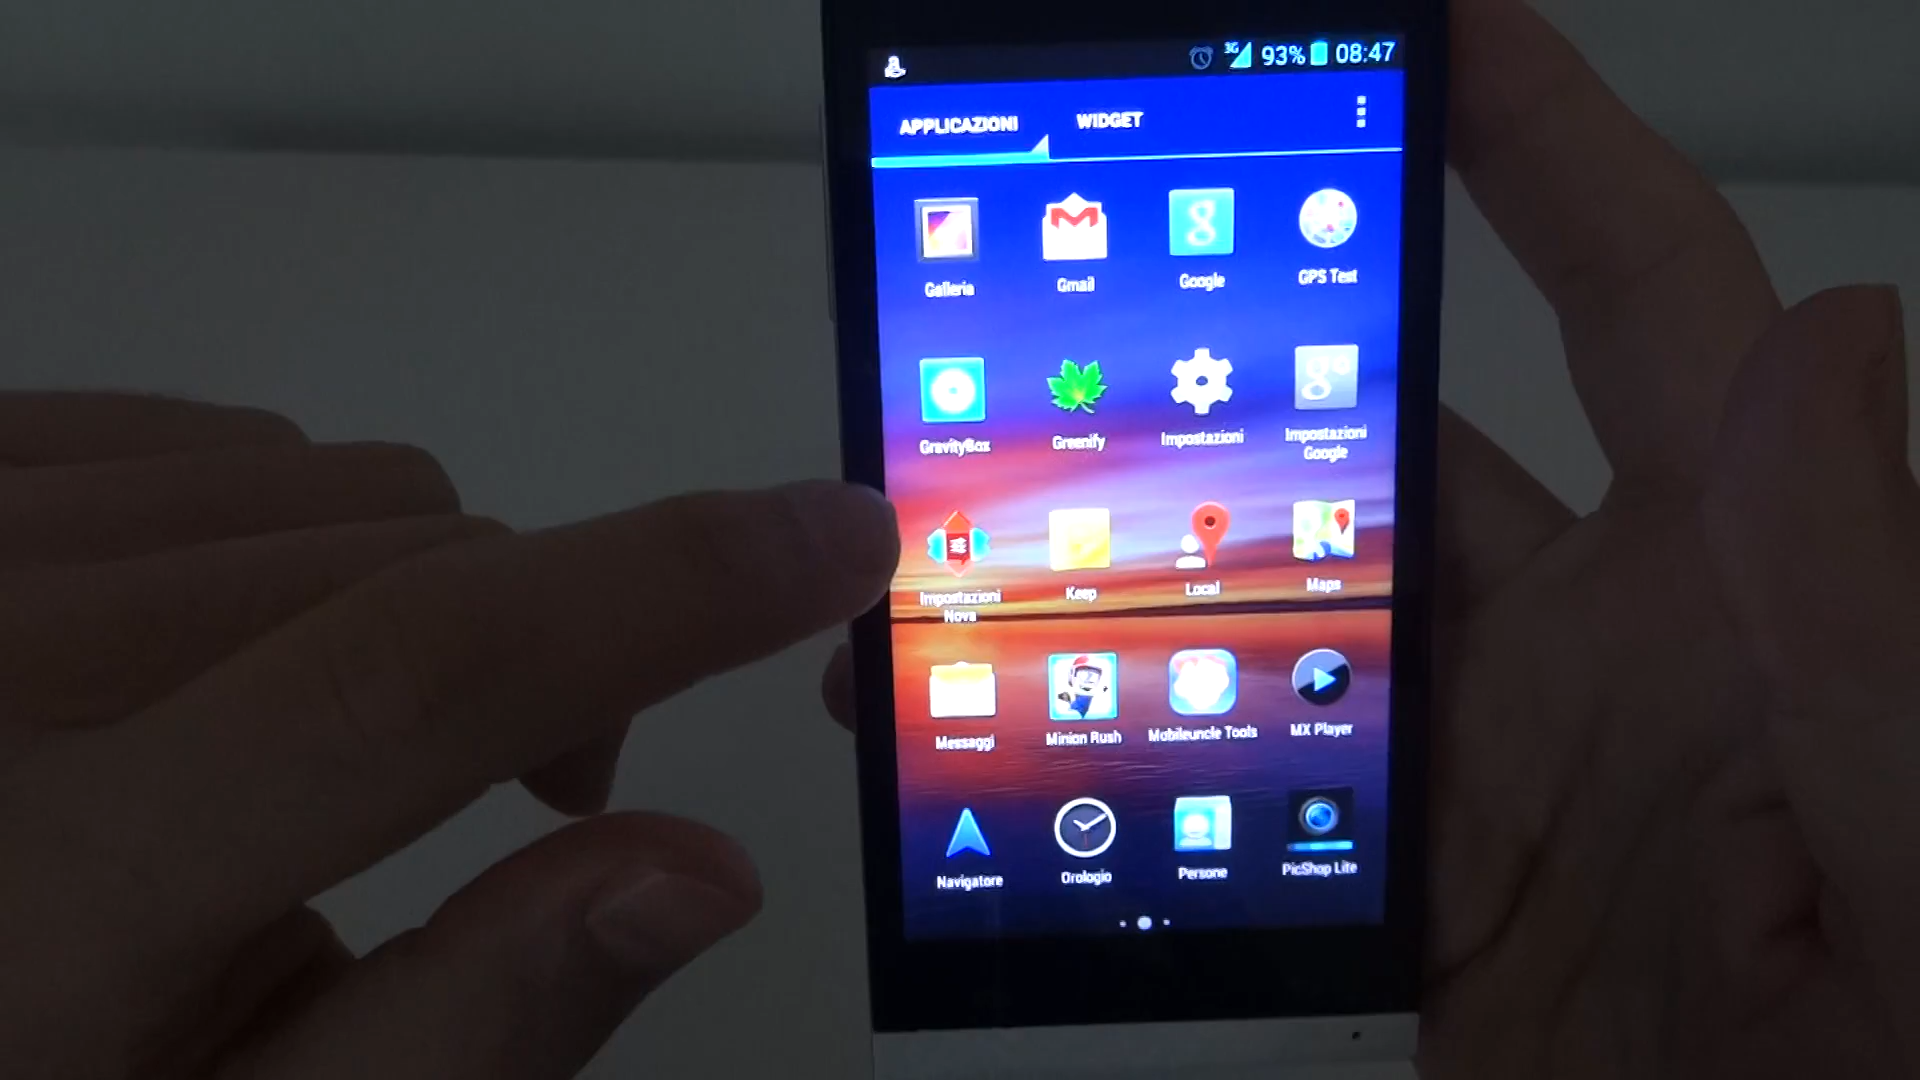 3G 93% 08:47
APPLICAZIONI WIDGET
Galleria Gmail Google GPS Test
GravityBox Greenify Impostazioni Impostazioni
Google
Impostazioni Keep Local Maps
Nova
Messaggi Minion Rush Mobileuncle Tools MX Player
Navigatore Orologio Persone PicShop Lite